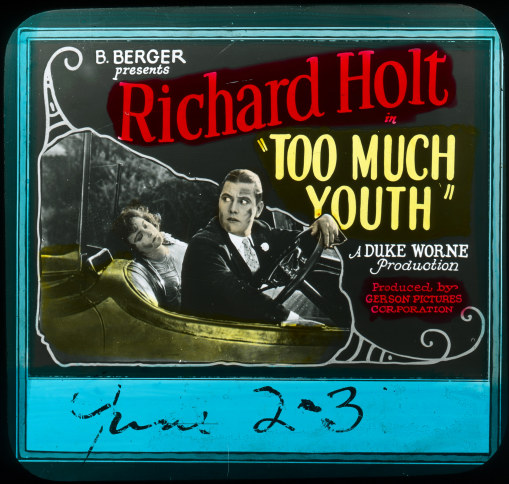 B. BERGER
presents
Richard Holt
in
"TOO MUCH
YOUTH"
A DUKE WORNE
Production
Produced by
GERSON PICTURES
CORPORATION
June 2-3